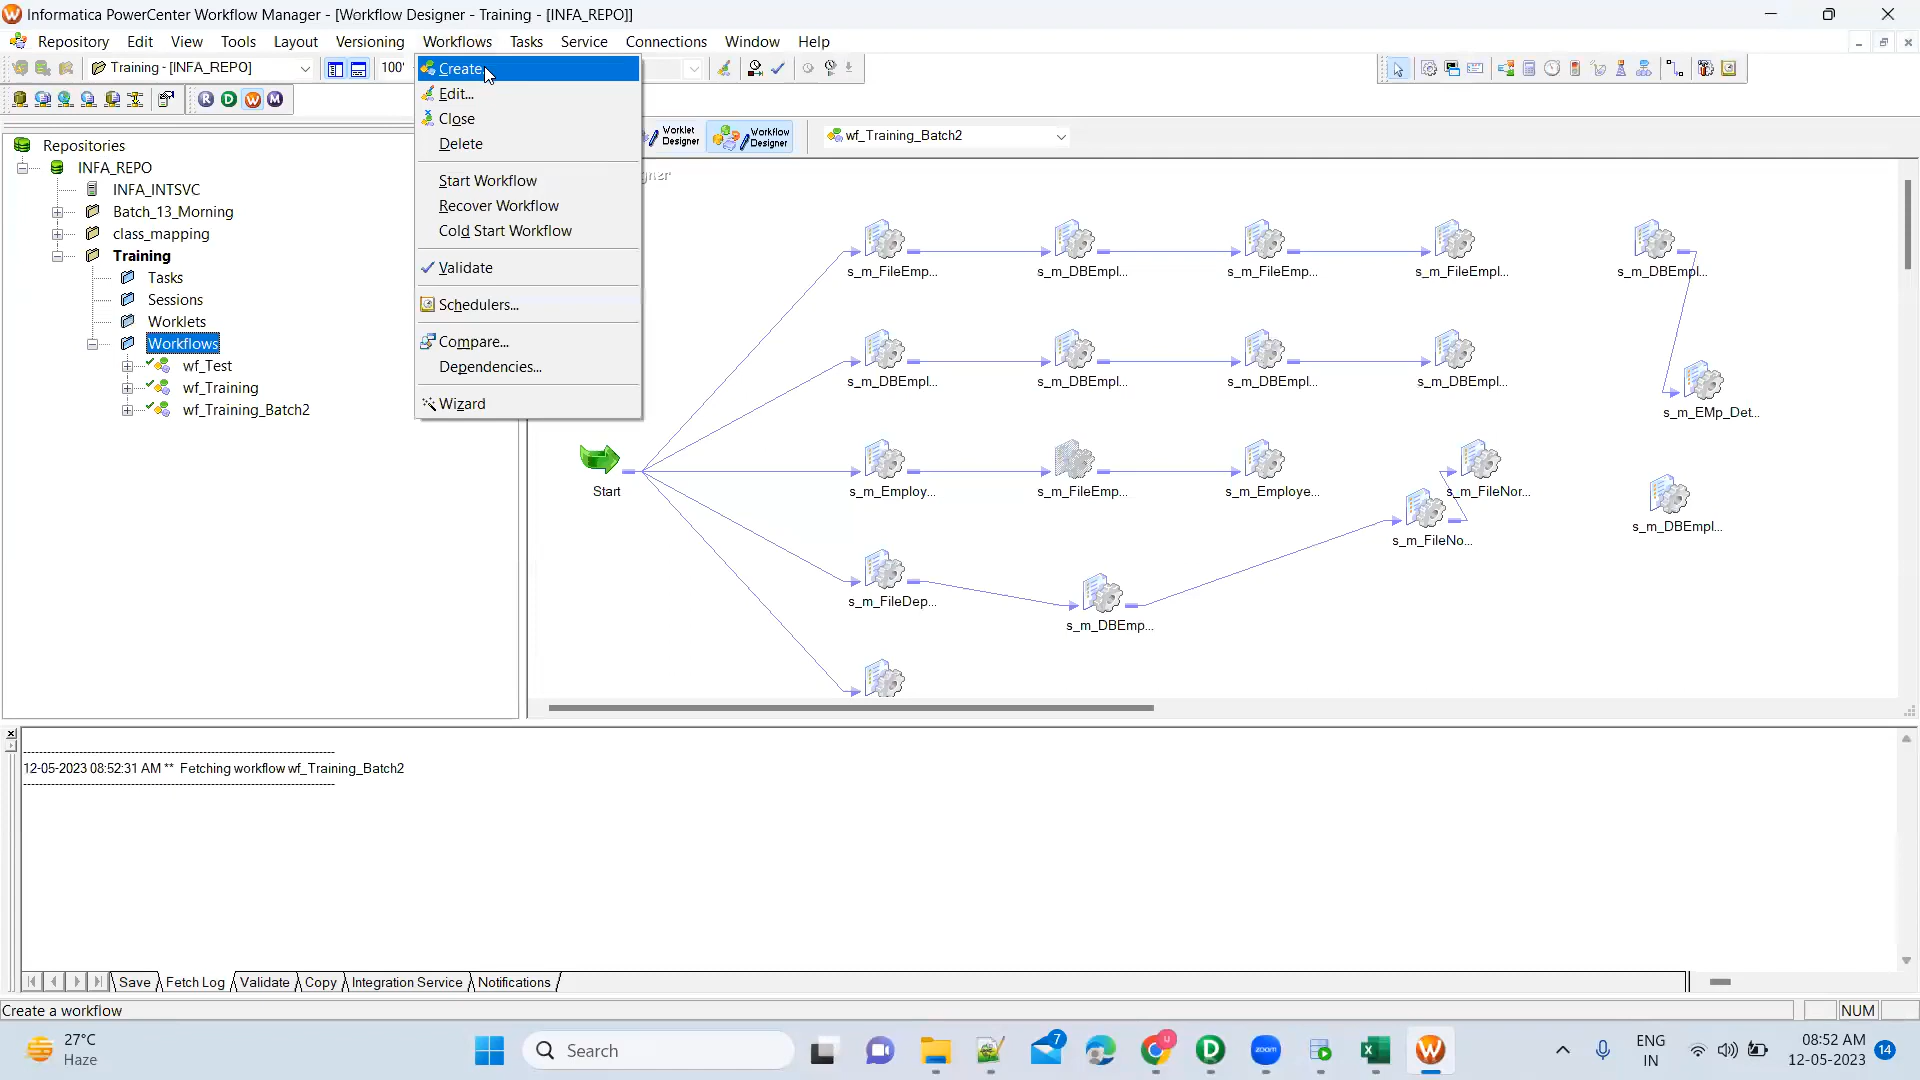 Informatica PowerCenter Workflow Manager - [Workflow Designer - Training - [INFA_REPO]]
Repository Edit View Tools Layout Versioning Workflows Tasks Service Connections Window Help
Training - [INFA_REPO] 100%
Create...
Edit...
Close
Delete
Start Workflow
Recover Workflow
Cold Start Workflow
Validate
Schedulers...
Compare...
Dependencies...
Wizard
R D W M
Worklet Designer
Workflow Designer
wf_Training_Batch2
Repositories
INFA_REPO
INFA_INTSVC
Batch_13_Morning
class_mapping
Training
Tasks
Sessions
Worklets
Workflows
wf_Test
wf_Training
wf_Training_Batch2
s_m_FileEmp... s_m_DBEmpl... s_m_FileEmp... s_m_FileEmpl... s_m_DBEmpl...
s_m_DBEmpl... s_m_DBEmpl... s_m_DBEmpl... s_m_DBEmpl... s_m_EMp_Det...
Start s_m_Employ... s_m_FileEmp... s_m_Employe... s_m_FileNor...
s_m_FileNo... s_m_DBEmpl...
s_m_FileDep... s_m_DBEmp...
12-05-2023 08:52:31 AM ** Fetching workflow wf_Training_Batch2
Save Fetch Log Validate Copy Integration Service Notifications
Create a workflow NUM
27°C
Haze
Search
7
zoom
ENG
IN
08:52 AM
12-05-2023
14